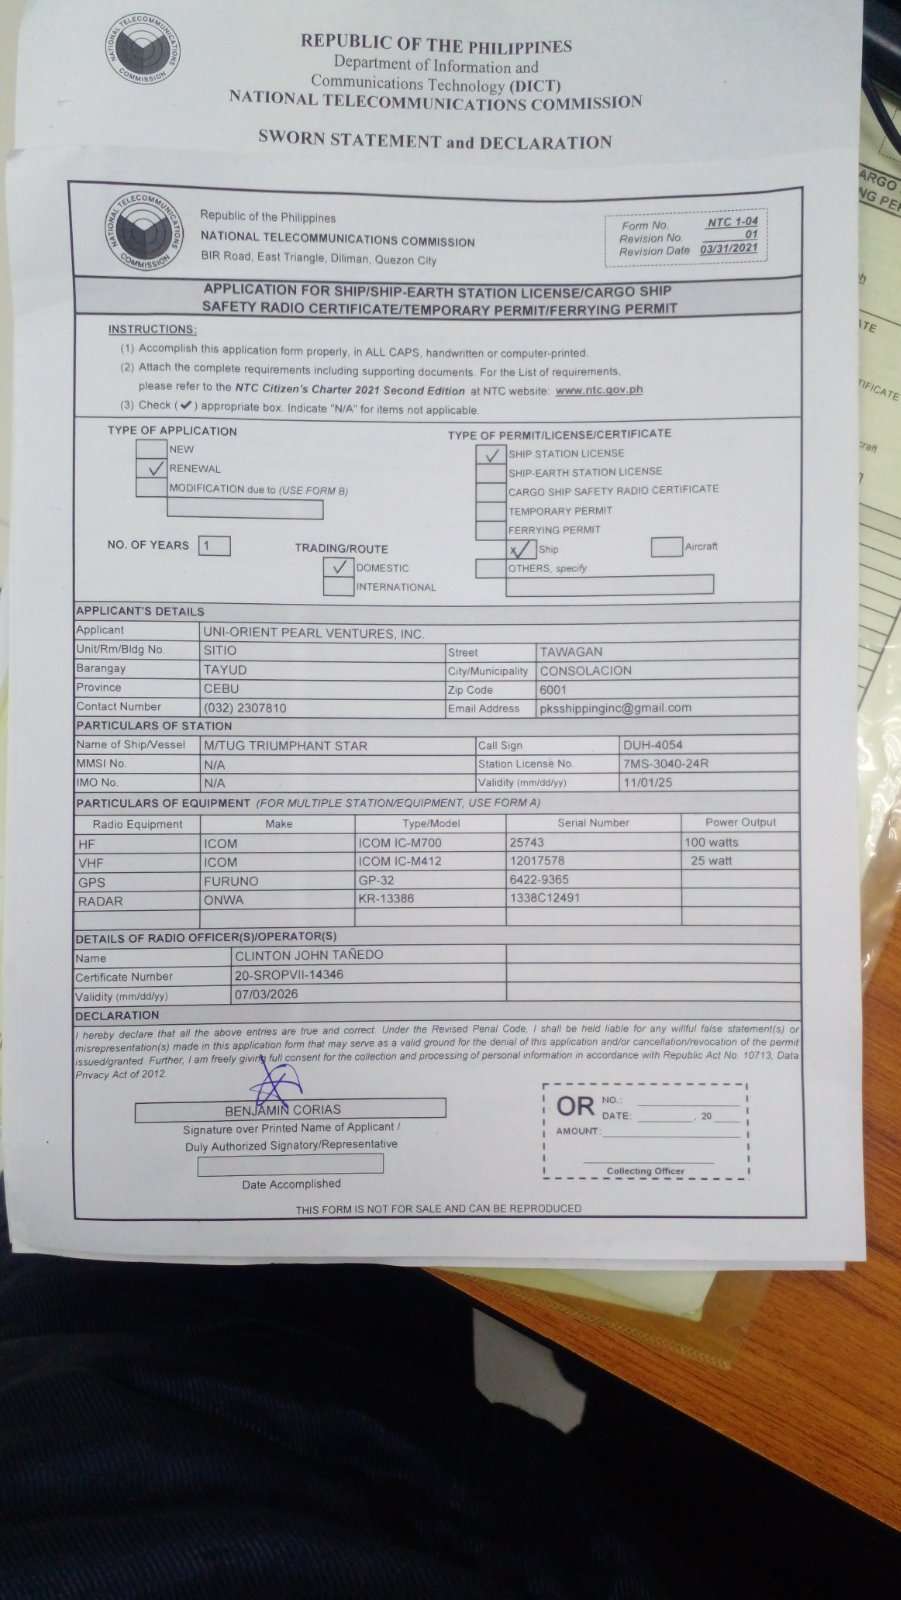 NATIONAL TELECOMMUNICATIONS COMMISSION
REPUBLIC OF THE PHILIPPINES
Department of Information and
Communications Technology (DICT)
NATIONAL TELECOMMUNICATIONS COMMISSION
SWORN STATEMENT and DECLARATION
NATIONAL TELECOMMUNICATIONS COMMISSION
Republic of the Philippines
NATIONAL TELECOMMUNICATIONS COMMISSION
BIR Road, East Triangle, Diliman, Quezon City
Form No. NTC 1-04
Revision No. 01
Revision Date 03/31/2021
APPLICATION FOR SHIP/SHIP-EARTH STATION LICENSE/CARGO SHIP
SAFETY RADIO CERTIFICATE/TEMPORARY PERMIT/FERRYING PERMIT
INSTRUCTIONS:
(1) Accomplish this application form properly, in ALL CAPS, handwritten or computer-printed.
(2) Attach the complete requirements including supporting documents. For the List of requirements,
please refer to the NTC Citizen's Charter 2021 Second Edition at NTC website: www.ntc.gov.ph
(3) Check (✔) appropriate box. Indicate "N/A" for items not applicable.
TYPE OF APPLICATION
NEW
✓ RENEWAL
MODIFICATION due to (USE FORM B)
NO. OF YEARS 1
TRADING/ROUTE
✓ DOMESTIC
INTERNATIONAL
TYPE OF PERMIT/LICENSE/CERTIFICATE
✓ SHIP STATION LICENSE
SHIP-EARTH STATION LICENSE
CARGO SHIP SAFETY RADIO CERTIFICATE
TEMPORARY PERMIT
FERRYING PERMIT
x✓ Ship Aircraft
OTHERS, specify
APPLICANT'S DETAILS
Applicant UNI-ORIENT PEARL VENTURES, INC.
Unit/Rm/Bldg No. SITIO Street TAWAGAN
Barangay TAYUD City/Municipality CONSOLACION
Province CEBU Zip Code 6001
Contact Number (032) 2307810 Email Address pksshippinginc@gmail.com
PARTICULARS OF STATION
Name of Ship/Vessel M/TUG TRIUMPHANT STAR Call Sign DUH-4054
MMSI No. N/A Station License No. 7MS-3040-24R
IMO No. N/A Validity (mm/dd/yy) 11/01/25
PARTICULARS OF EQUIPMENT (FOR MULTIPLE STATION/EQUIPMENT, USE FORM A)
Radio Equipment Make Type/Model Serial Number Power Output
HF ICOM ICOM IC-M700 25743 100 watts
VHF ICOM ICOM IC-M412 12017578 25 watt
GPS FURUNO GP-32 6422-9365
RADAR ONWA KR-13386 1338C12491
DETAILS OF RADIO OFFICER(S)/OPERATOR(S)
Name CLINTON JOHN TAÑEDO
Certificate Number 20-SROPVII-14346
Validity (mm/dd/yy) 07/03/2026
DECLARATION
I hereby declare that all the above entries are true and correct. Under the Revised Penal Code, I shall be held liable for any willful false statement(s) or
misrepresentation(s) made in this application form that may serve as a valid ground for the denial of this application and/or cancellation/revocation of the permit
issued/granted. Further, I am freely giving full consent for the collection and processing of personal information in accordance with Republic Act No. 10713, Data
Privacy Act of 2012.
BENJAMIN CORIAS
Signature over Printed Name of Applicant /
Duly Authorized Signatory/Representative
Date Accomplished
OR NO.:
DATE: , 20
AMOUNT:
Collecting Officer
THIS FORM IS NOT FOR SALE AND CAN BE REPRODUCED